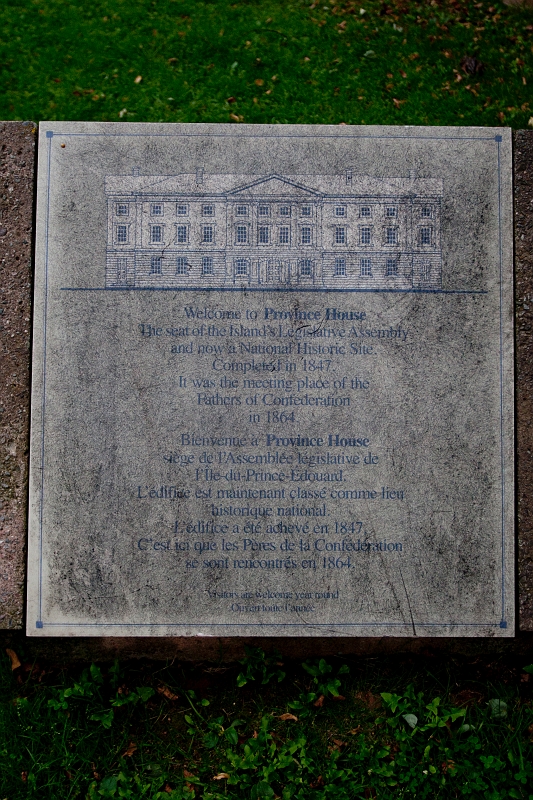 Welcome to Province House
The seat of the Island's Legislative Assembly
and now a National Historic Site.
Completed in 1847.
It was the meeting place of the
Fathers of Confederation
in 1864
Bienvenue à Province House
siège de l'Assemblée législative de
l'Île-du-Prince-Édouard.
L'édifice est maintenant classé comme lieu
historique national.
L'édifice a été achevé en 1847.
C'est ici que les Pères de la Confédération
se sont rencontrés en 1864.
Visitors are welcome year round
Ouvert toute l'année